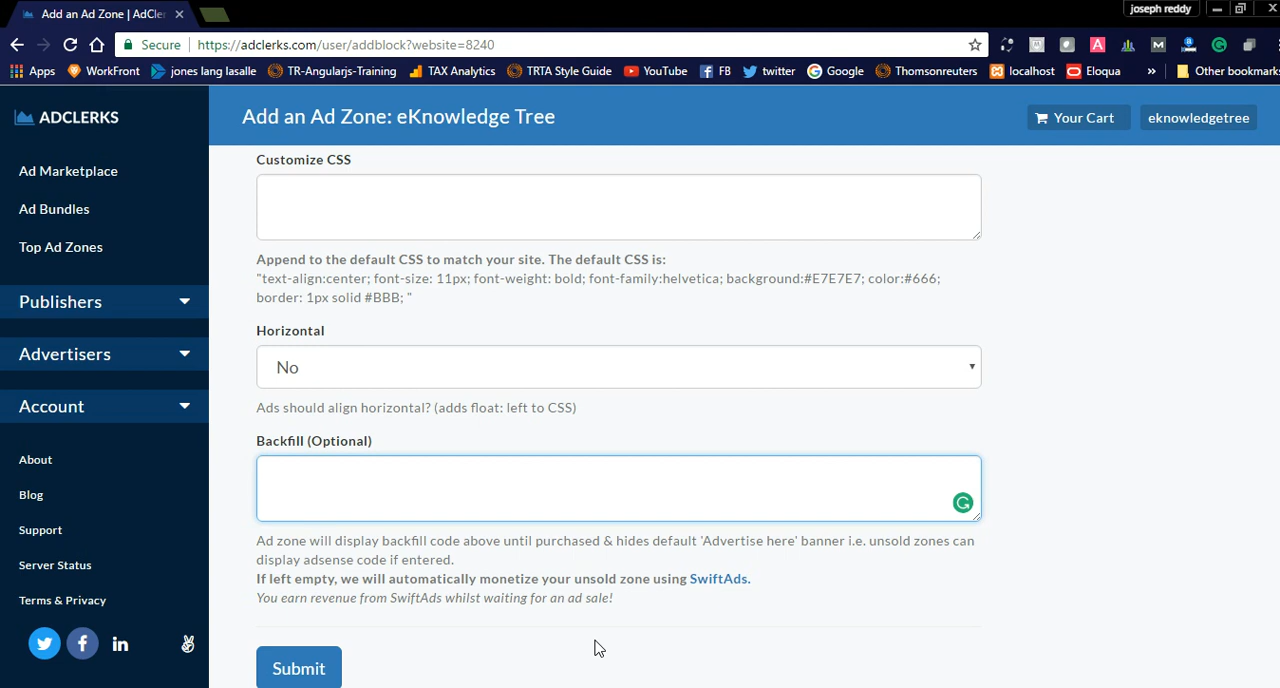 joseph reddy
Add an Ad Zone | AdCler
Secure
https://adclerks.com/user/addblock?website=8240
Apps
WorkFront
jones lang lasalle
TR-Angularjs-Training
TAX Analytics
TRTA Style Guide
YouTube
FB
twitter
Google
Thomsonreuters
localhost
Eloqua
»
Other bookmarks
ADCLERKS
Add an Ad Zone: eKnowledge Tree
Your Cart
eknowledgetree
Ad Marketplace
Ad Bundles
Top Ad Zones
Publishers
Advertisers
Account
About
Blog
Support
Server Status
Terms & Privacy
Customize CSS
Append to the default CSS to match your site. The default CSS is:
"text-align:center; font-size: 11px; font-weight: bold; font-family:helvetica; background:#E7E7E7; color:#666;
border: 1px solid #BBB; "
Horizontal
No
Ads should align horizontal? (adds float: left to CSS)
Backfill (Optional)
Ad zone will display backfill code above until purchased & hides default 'Advertise here' banner i.e. unsold zones can
display adsense code if entered.
If left empty, we will automatically monetize your unsold zone using SwiftAds.
You earn revenue from SwiftAds whilst waiting for an ad sale!
Submit